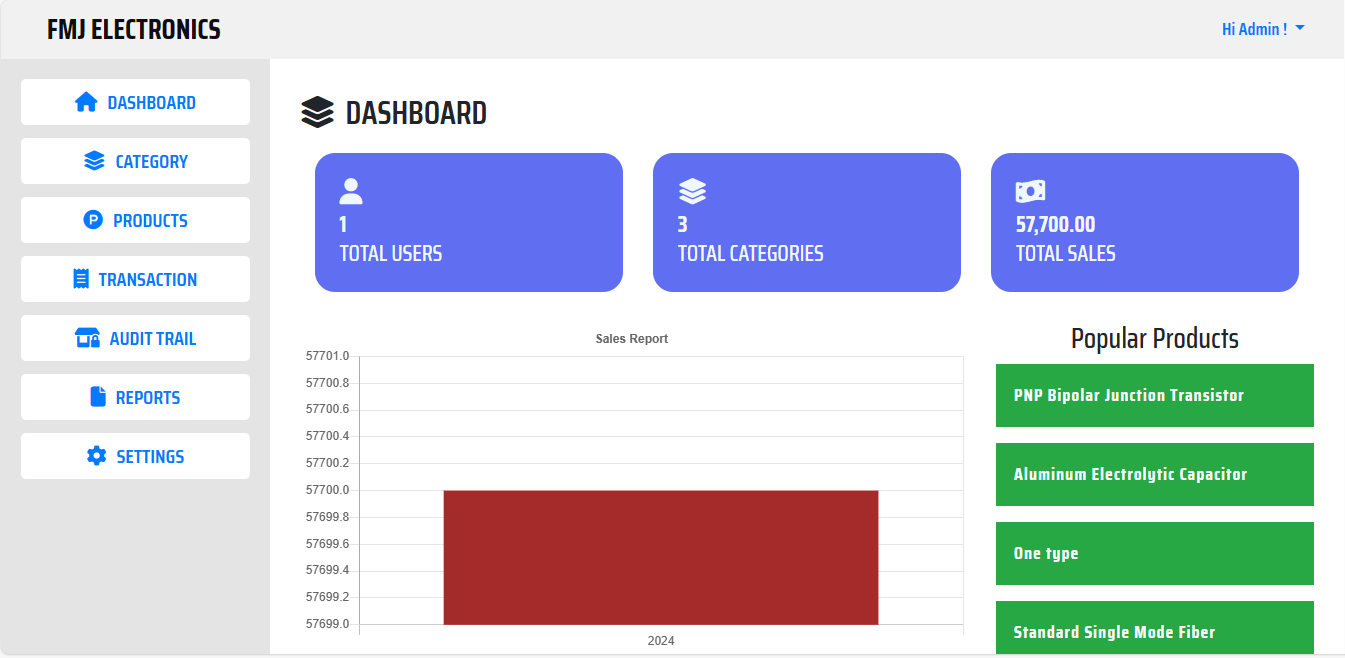 FMJ ELECTRONICS
Hi Admin !
DASHBOARD
CATEGORY
PRODUCTS
TRANSACTION
AUDIT TRAIL
REPORTS
SETTINGS
DASHBOARD
1
TOTAL USERS
3
TOTAL CATEGORIES
57,700.00
TOTAL SALES
Sales Report
57701.0
57700.8
57700.6
57700.4
57700.2
57700.0
57699.8
57699.6
57699.4
57699.2
57699.0
2024
Popular Products
PNP Bipolar Junction Transistor
Aluminum Electrolytic Capacitor
One type
Standard Single Mode Fiber